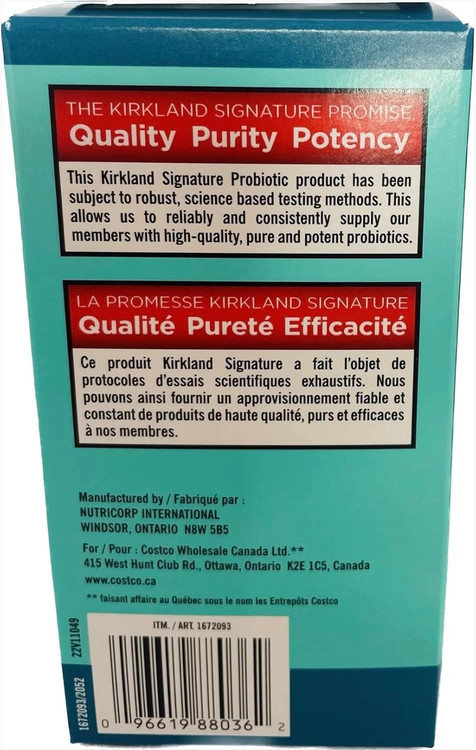 THE KIRKLAND SIGNATURE PROMISE
Quality Purity Potency
This Kirkland Signature Probiotic product has been
subject to robust, science based testing methods. This
allows us to reliably and consistently supply our
members with high-quality, pure and potent probiotics.
LA PROMESSE KIRKLAND SIGNATURE
Qualité Pureté Efficacité
Ce produit Kirkland Signature a fait l'objet de
protocoles d'essais scientifiques exhaustifs. Nous
pouvons ainsi fournir un approvisionnement fiable et
constant de produits de haute qualité, purs et efficaces
à nos membres.
Manufactured by / Fabriqué par :
NUTRICORP INTERNATIONAL
WINDSOR, ONTARIO N8W 5B5
For / Pour : Costco Wholesale Canada Ltd.**
415 West Hunt Club Rd., Ottawa, Ontario K2E 1C5, Canada
www.costco.ca
** faisant affaire au Québec sous le nom les Entrepôts Costco
22V11049
1672093/2052
ITM. / ART. 1672093
0 96619 88036 2